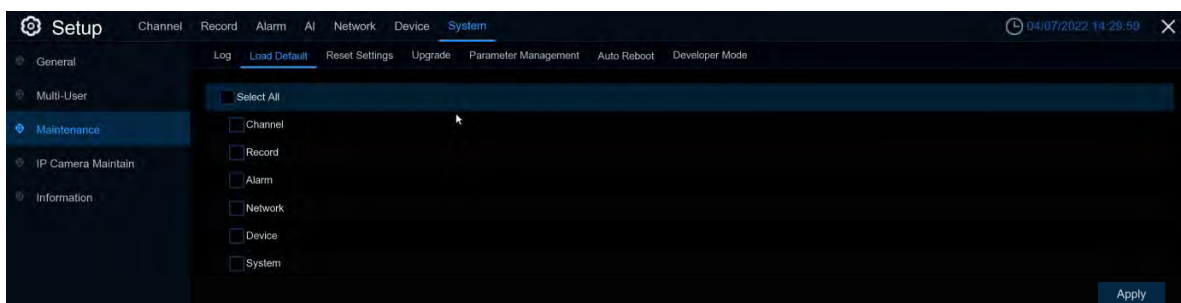 Setup Channel Record Alarm AI Network Device System 04/07/2022 14:29:59
General
Multi-User
Maintenance
IP Camera Maintain
Information
Log Load Default Reset Settings Upgrade Parameter Management Auto Reboot Developer Mode
Select All
Channel
Record
Alarm
Network
Device
System
Apply